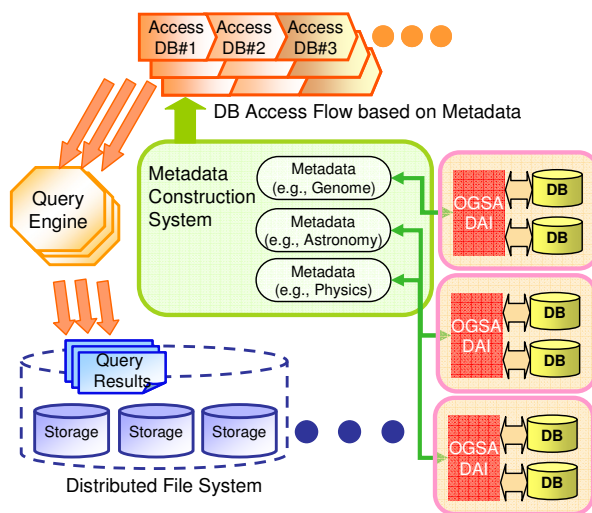 Access
DB#1
Access
DB#2
Access
DB#3
DB Access Flow based on Metadata
Query
Engine
Metadata
Construction
System
Metadata
(e.g., Genome)
Metadata
(e.g., Astronomy)
Metadata
(e.g., Physics)
OGSA
DAI
DB
DB
OGSA
DAI
DB
DB
OGSA
DAI
DB
DB
Query
Results
Storage
Storage
Storage
Distributed File System